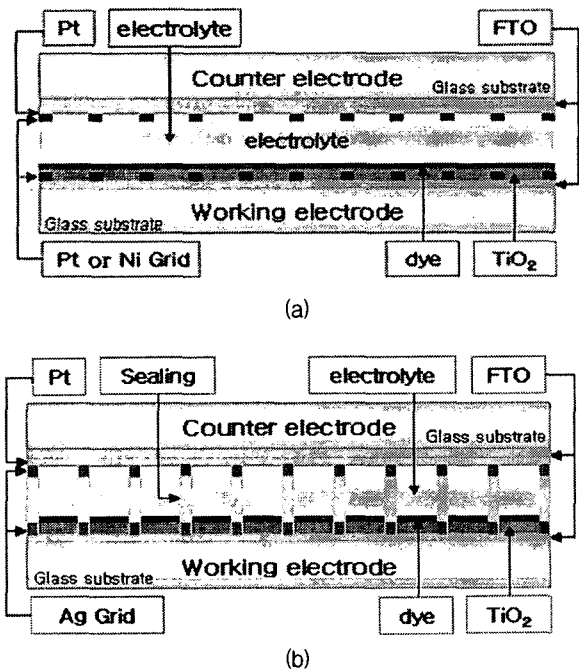 Pt electrolyte FTO
Counter electrode
Glass substrate
electrolyte
Working electrode
Glass substrate
Pt or Ni Grid dye TiO₂
(a)
Pt Sealing electrolyte FTO
Counter electrode
Glass substrate
Glass substrate
Working electrode
Ag Grid dye TiO₂
(b)